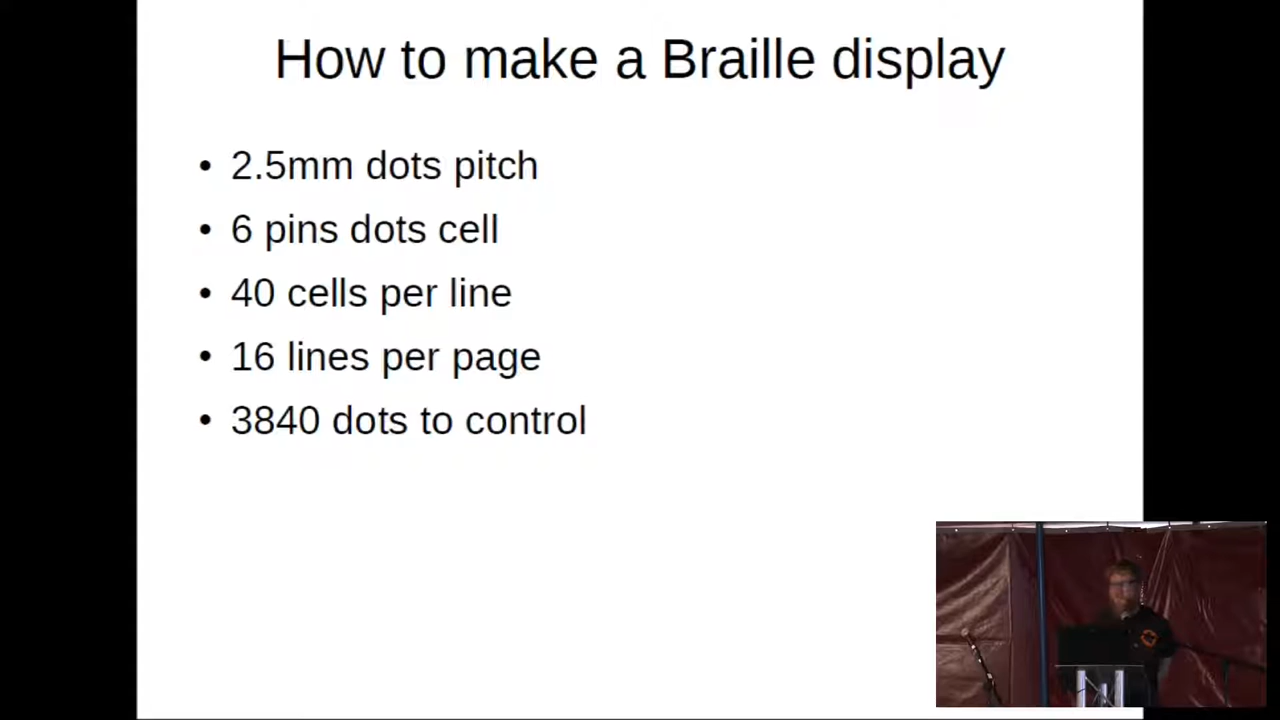 How to make a Braille display
• 2.5mm dots pitch
• 6 pins dots cell
• 40 cells per line
• 16 lines per page
• 3840 dots to control